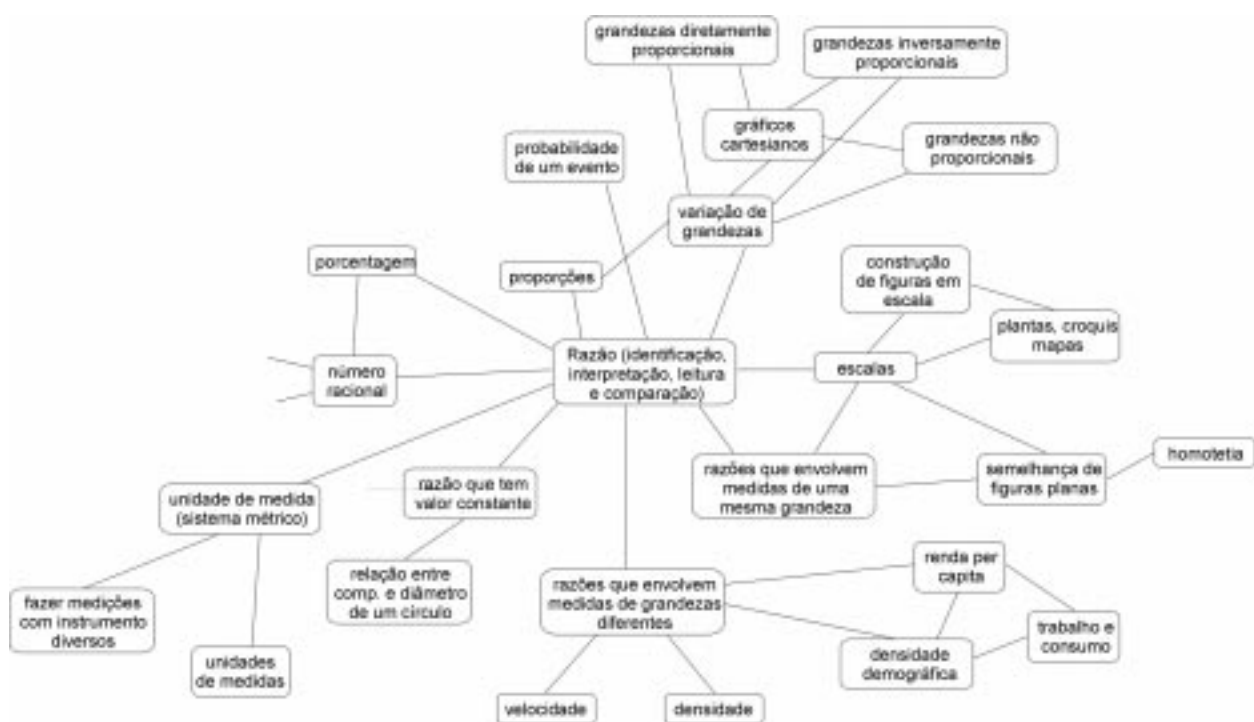 grandezas diretamente
proporcionais
grandezas inversamente
proporcionais
gráficos
cartesianos
grandezas não
proporcionais
probabilidade
de um evento
variação de
grandezas
porcentagem
proporções
construção
de figuras em
escala
plantas, croquis
mapas
número
racional
Razão (identificação,
interpretação, leitura
e comparação)
escalas
razões que envolvem
medidas de uma
mesma grandeza
semelhança de
figuras planas
homotetia
unidade de medida
(sistema métrico)
razão que tem
valor constante
relação entre
comp. e diâmetro
de um círculo
razões que envolvem
medidas de grandezas
diferentes
renda per
capita
trabalho e
consumo
densidade
demográfica
fazer medições
com instrumento
diversos
unidades
de medidas
velocidade
densidade